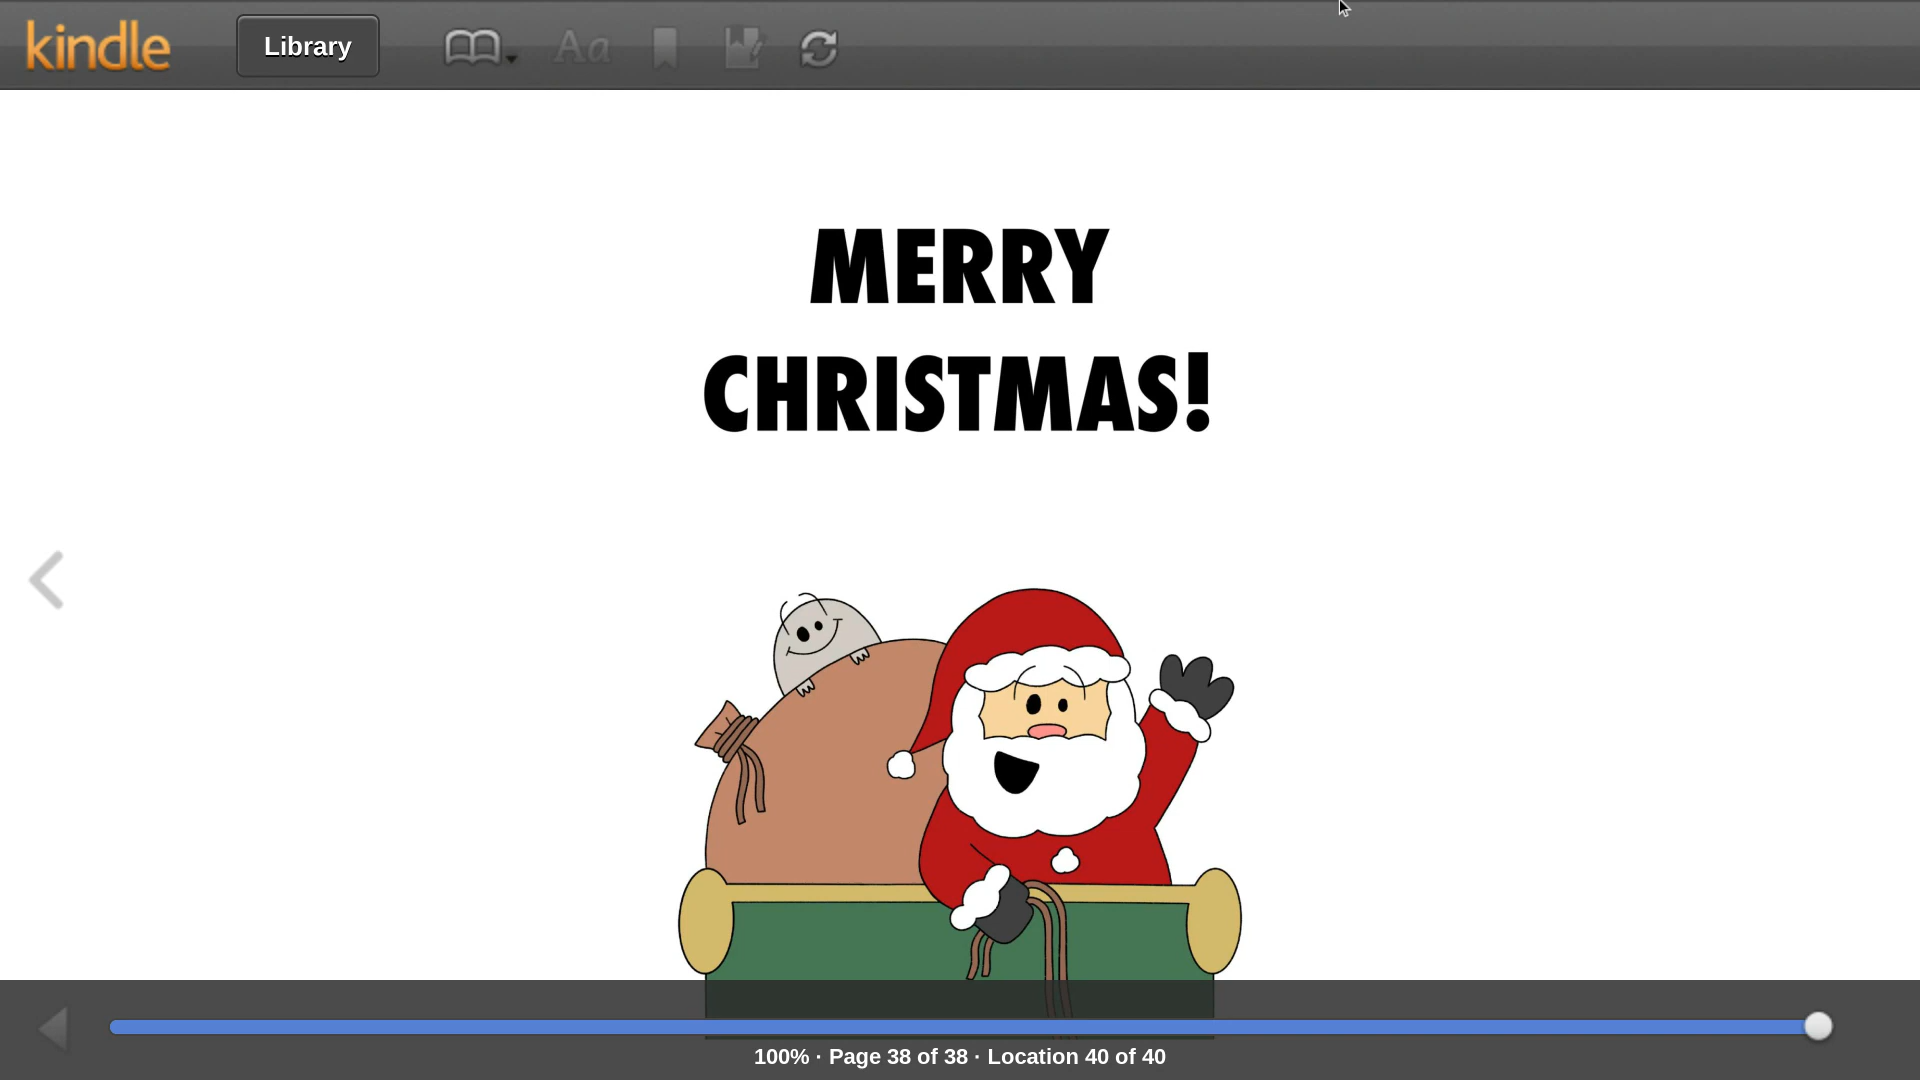 kindle
Library
Aa
MERRY
CHRISTMAS!
100% · Page 38 of 38 · Location 40 of 40